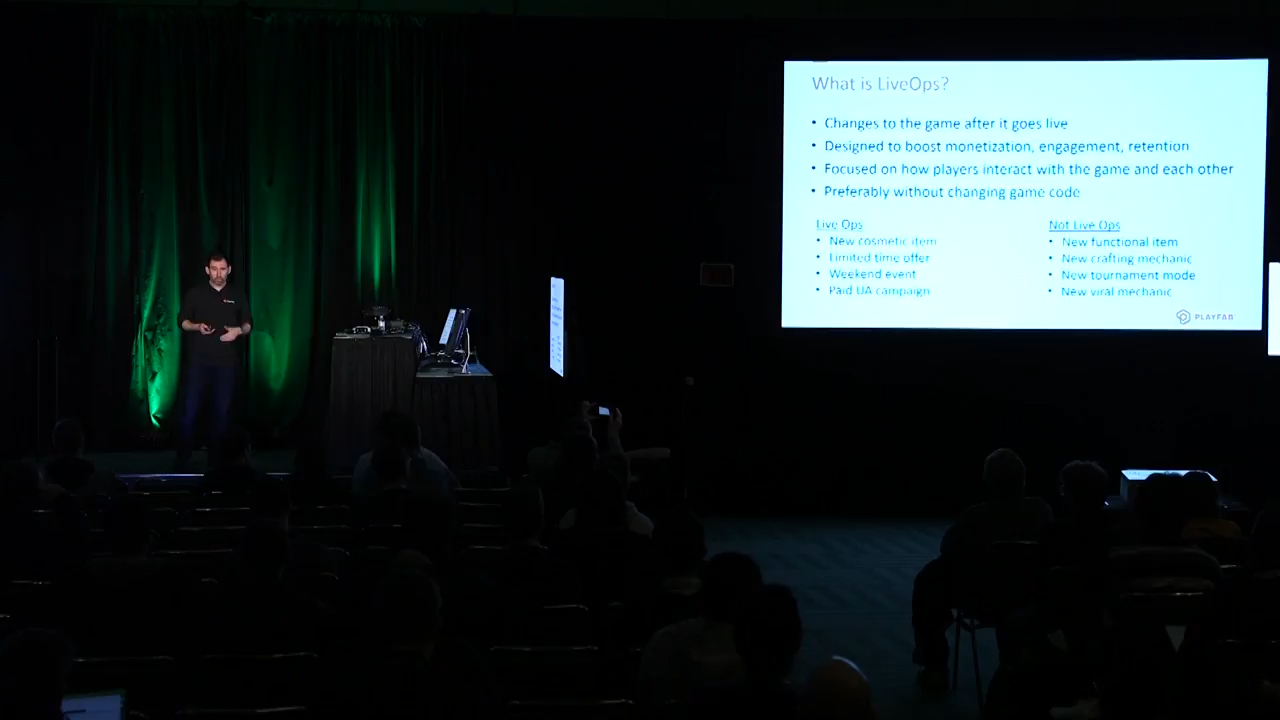 What is LiveOps?
• Changes to the game after it goes live
• Designed to boost monetization, engagement, retention
• Focused on how players interact with the game and each other
• Preferably without changing game code
Live Ops
• New cosmetic item
• Limited time offer
• Weekend event
• Paid UA campaign
Not Live Ops
• New functional item
• New crafting mechanic
• New tournament mode
• New viral mechanic
PLAYFAB